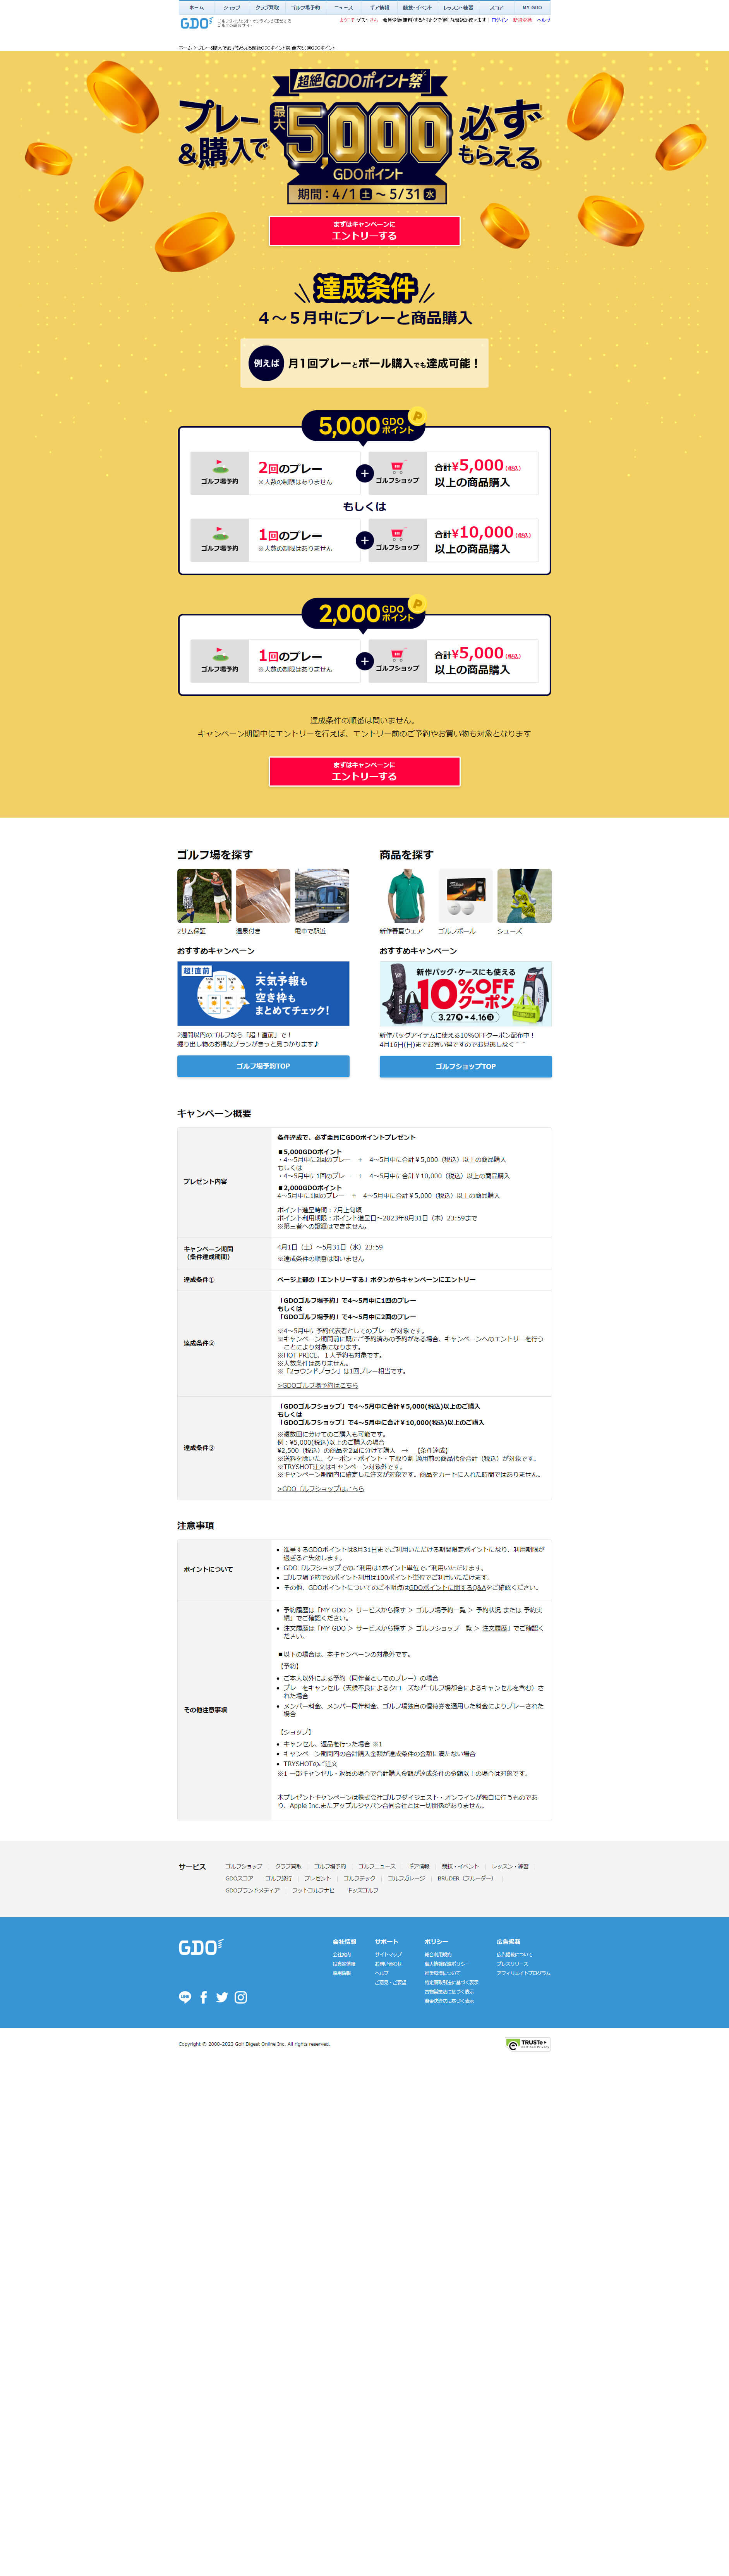 ホーム ショップ クラブ買取 ゴルフ場予約 ニュース ギア情報 競技・イベント レッスン・練習 スコア MY GDO
GDO ゴルフダイジェスト・オンラインが運営する
ゴルフの総合サイト
ようこそ ゲスト さん 会員登録(無料)するとおトクで便利な機能が使えます | ログイン | 新規登録 | ヘルプ
ホーム > プレー&購入で必ずもらえる超絶GDOポイント祭 最大5,000GDOポイント
超絶GDOポイント祭
プレー
&購入で
最大
5,000
GDOポイント
必ず
もらえる
期間：4/1 土 ～ 5/31 水
まずはキャンペーンに
エントリーする
達成条件
4～5月中にプレーと商品購入
例えば 月1回プレーとボール購入でも達成可能！
5,000 GDOポイント P
ゴルフ場予約
2回のプレー
※人数の制限はありません
+
ゴルフショップ
合計¥5,000(税込)
以上の商品購入
もしくは
ゴルフ場予約
1回のプレー
※人数の制限はありません
+
ゴルフショップ
合計¥10,000(税込)
以上の商品購入
2,000 GDOポイント P
ゴルフ場予約
1回のプレー
※人数の制限はありません
+
ゴルフショップ
合計¥5,000(税込)
以上の商品購入
達成条件の順番は問いません。
キャンペーン期間中にエントリーを行えば、エントリー前のご予約やお買い物も対象となります
まずはキャンペーンに
エントリーする
ゴルフ場を探す
2サム保証 温泉付き 電車で駅近
おすすめキャンペーン
超!直前
天気予報も
空き枠も
まとめてチェック！
2週間以内のゴルフなら「超！直前」で！
掘り出し物のお得なプランがきっと見つかります♪
ゴルフ場予約TOP
商品を探す
Titleist
新作春夏ウェア ゴルフボール シューズ
おすすめキャンペーン
新作バッグ・ケースにも使える
10%OFF
クーポン
3.27月→4.16日
新作バッグアイテムに使える10%OFFクーポン配布中！
4月16日(日)までお買い得ですのでお見逃しなく＾＾
ゴルフショップTOP
キャンペーン概要
プレゼント内容
条件達成で、必ず全員にGDOポイントプレゼント
■5,000GDOポイント
・4～5月中に2回のプレー ＋ 4～5月中に合計￥5,000（税込）以上の商品購入
もしくは
・4～5月中に1回のプレー ＋ 4～5月中に合計￥10,000（税込）以上の商品購入
■2,000GDOポイント
4～5月中に1回のプレー ＋ 4～5月中に合計￥5,000（税込）以上の商品購入
ポイント進呈時期：7月上旬頃
ポイント利用期限：ポイント進呈日～2023年8月31日（木）23:59まで
※第三者への譲渡はできません。
キャンペーン期間
（条件達成期間）
4月1日（土）～5月31日（水）23:59
※達成条件の順番は問いません
達成条件①
ページ上部の「エントリーする」ボタンからキャンペーンにエントリー
達成条件②
「GDOゴルフ場予約」で4～5月中に1回のプレー
もしくは
「GDOゴルフ場予約」で4～5月中に2回のプレー
※4～5月中に予約代表者としてのプレーが対象です。
※キャンペーン期間前に既にご予約済みの予約がある場合、キャンペーンへのエントリーを行う
ことにより対象になります。
※HOT PRICE、１人予約も対象です。
※人数条件はありません。
※「2ラウンドプラン」は1回プレー相当です。
>GDOゴルフ場予約はこちら
達成条件③
「GDOゴルフショップ」で4～5月中に合計￥5,000(税込)以上のご購入
もしくは
「GDOゴルフショップ」で4～5月中に合計￥10,000(税込)以上のご購入
※複数回に分けてのご購入も可能です。
例：¥5,000(税込)以上のご購入の場合
¥2,500（税込）の商品を2回に分けて購入 → 【条件達成】
※送料を除いた、クーポン・ポイント・下取り割 適用前の商品代金合計（税込）が対象です。
※TRYSHOT注文はキャンペーン対象外です。
※キャンペーン期間内に確定した注文が対象です。商品をカートに入れた時間ではありません。
>GDOゴルフショップはこちら
注意事項
ポイントについて
• 進呈するGDOポイントは8月31日までご利用いただける期間限定ポイントになり、利用期限が
過ぎると失効します。
• GDOゴルフショップでのご利用は1ポイント単位でご利用いただけます。
• ゴルフ場予約でのポイント利用は100ポイント単位でご利用いただけます。
• その他、GDOポイントについてのご不明点はGDOポイントに関するQ&Aをご確認ください。
その他注意事項
• 予約履歴は「MY GDO ＞ サービスから探す ＞ ゴルフ場予約一覧 ＞ 予約状況 または 予約実
績」でご確認ください。
• 注文履歴は「MY GDO ＞ サービスから探す ＞ ゴルフショップ一覧 ＞ 注文履歴」でご確認く
ださい。
■以下の場合は、本キャンペーンの対象外です。
【予約】
• ご本人以外による予約（同伴者としてのプレー）の場合
• プレーをキャンセル（天候不良によるクローズなどゴルフ場都合によるキャンセルを含む）さ
れた場合
• メンバー料金、メンバー同伴料金、ゴルフ場独自の優待券を適用した料金によりプレーされた
場合
【ショップ】
• キャンセル、返品を行った場合 ※1
• キャンペーン期間内の合計購入金額が達成条件の金額に満たない場合
• TRYSHOTのご注文
※1 一部キャンセル・返品の場合で合計購入金額が達成条件の金額以上の場合は対象です。
本プレゼントキャンペーンは株式会社ゴルフダイジェスト・オンラインが独自に行うものであ
り、Apple Inc.またアップルジャパン合同会社とは一切関係がありません。
サービス
ゴルフショップ | クラブ買取 | ゴルフ場予約 | ゴルフニュース | ギア情報 | 競技・イベント | レッスン・練習 |
GDOスコア ゴルフ旅行 | プレゼント | ゴルフテック | ゴルフガレージ | BRUDER（ブルーダー） |
GDOブランドメディア | フットゴルフナビ キッズゴルフ
GDO
LINE
会社情報
会社案内
投資家情報
採用情報
サポート
サイトマップ
お問い合わせ
ヘルプ
ご意見・ご要望
ポリシー
総合利用規約
個人情報保護ポリシー
推奨環境について
特定商取引法に基づく表示
古物営業法に基づく表示
資金決済法に基づく表示
広告掲載
広告掲載について
プレスリリース
アフィリエイトプログラム
Copyright © 2000-2023 Golf Digest Online Inc. All rights reserved.
TRUSTe
Certified Privacy